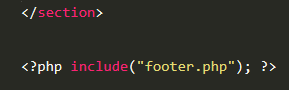 </section>
<?php include("footer.php"); ?>